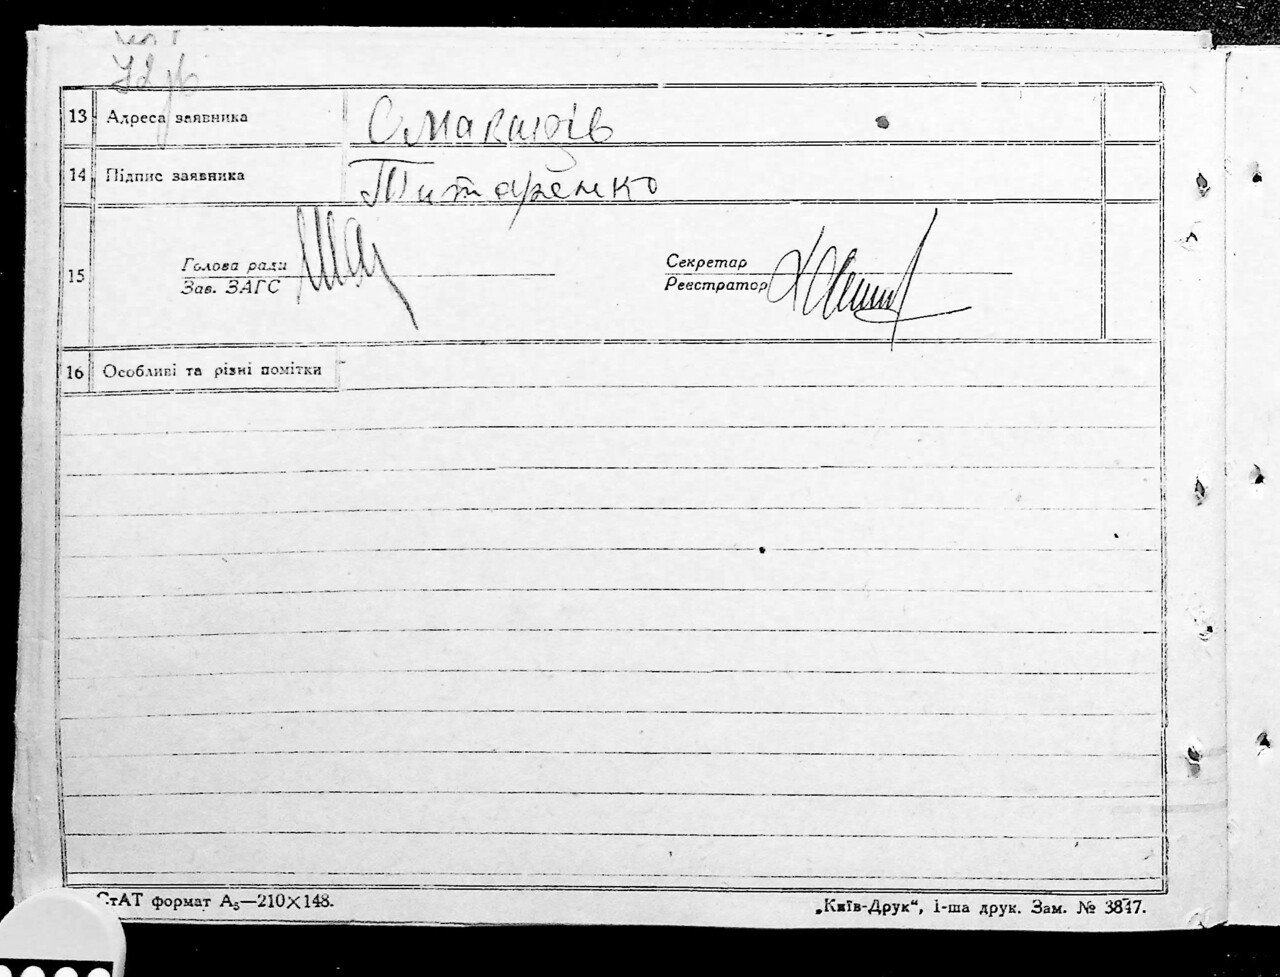 13 Адреса заявника
14 Підпис заявника Титаренко
15 Голова ради Секретар
Зав. ЗАГС Реєстратор
16 Особливі та різні помітки
СтАТ формат А₅—210×148.
„Київ-Друк“, 1-ша друк. Зам. № 3847.